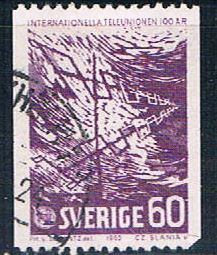 INTERNATIONELLA TELEUNIONEN 100 ÅR
SVERIGE 60
1965 CZ. SLANIA